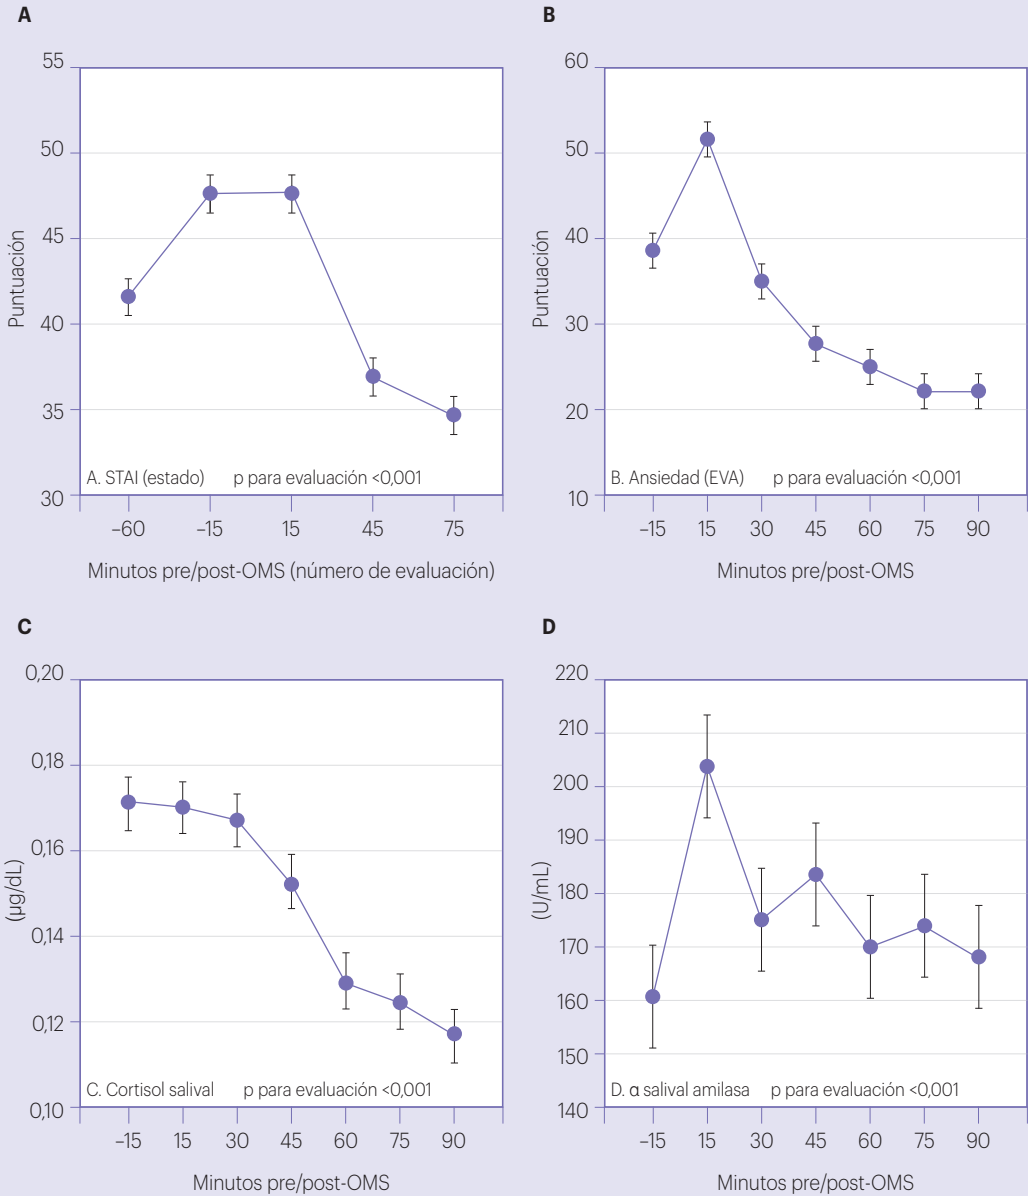 A
55
50
45
40
35
30
Puntuación
A. STAI (estado) p para evaluación <0,001
−60 −15 15 45 75
Minutos pre/post-OMS (número de evaluación)
B
60
50
40
30
20
10
Puntuación
B. Ansiedad (EVA) p para evaluación <0,001
−15 15 30 45 60 75 90
Minutos pre/post-OMS
C
0,20
0,18
0,16
0,14
0,12
0,10
(µg/dL)
C. Cortisol salival p para evaluación <0,001
−15 15 30 45 60 75 90
Minutos pre/post-OMS
D
220
210
200
190
180
170
160
150
140
(U/mL)
D. α salival amilasa p para evaluación <0,001
−15 15 30 45 60 75 90
Minutos pre/post-OMS